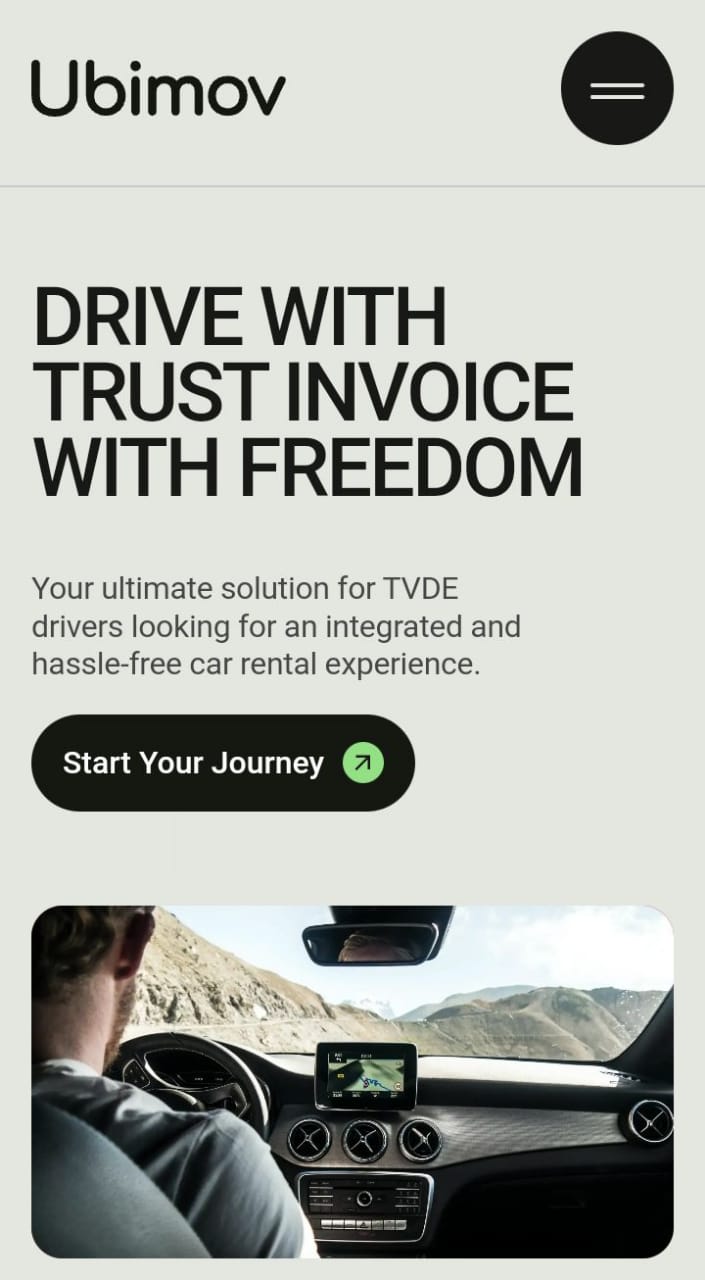 Ubimov
DRIVE WITH
TRUST INVOICE
WITH FREEDOM
Your ultimate solution for TVDE
drivers looking for an integrated and
hassle-free car rental experience.
Start Your Journey